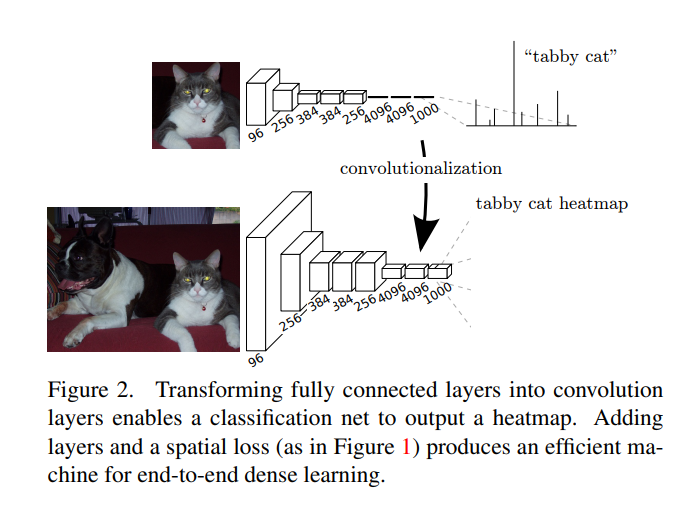 "tabby cat"
96
256
384
384
256
4096
4096
1000
convolutionalization
tabby cat heatmap
96
256
384
384
256
4096
4096
1000
Figure 2. Transforming fully connected layers into convolution
layers enables a classification net to output a heatmap. Adding
layers and a spatial loss (as in Figure 1) produces an efficient ma-
chine for end-to-end dense learning.